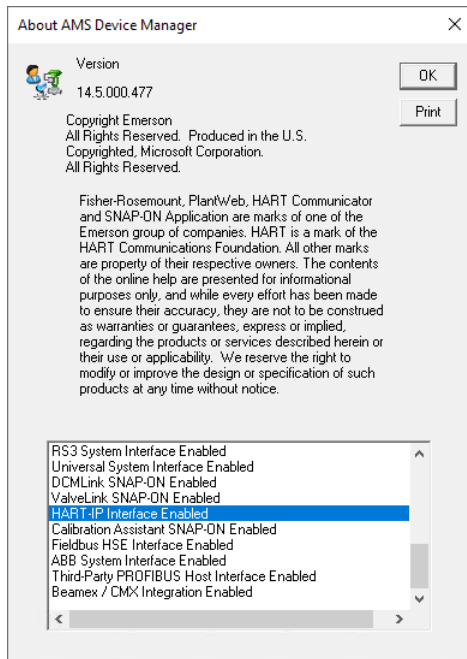 About AMS Device Manager
Version
14.5.000.477
OK
Print
Copyright Emerson
All Rights Reserved.  Produced in the U.S.
Copyrighted, Microsoft Corporation.
All Rights Reserved.
Fisher-Rosemount, PlantWeb, HART Communicator
and SNAP-ON Application are marks of one of the
Emerson group of companies. HART is a mark of the
HART Communications Foundation. All other marks
are property of their respective owners. The contents
of the online help are presented for informational
purposes only, and while every effort has been made
to ensure their accuracy, they are not to be construed
as warranties or guarantees, express or implied,
regarding the products or services described herein or
their use or applicability.  We reserve the right to
modify or improve the design or specification of such
products at any time without notice.
RS3 System Interface Enabled
Universal System Interface Enabled
DCMLink SNAP-ON Enabled
ValveLink SNAP-ON Enabled
HART-IP Interface Enabled
Calibration Assistant SNAP-ON Enabled
Fieldbus HSE Interface Enabled
ABB System Interface Enabled
Third-Party PROFIBUS Host Interface Enabled
Beamex / CMX Integration Enabled